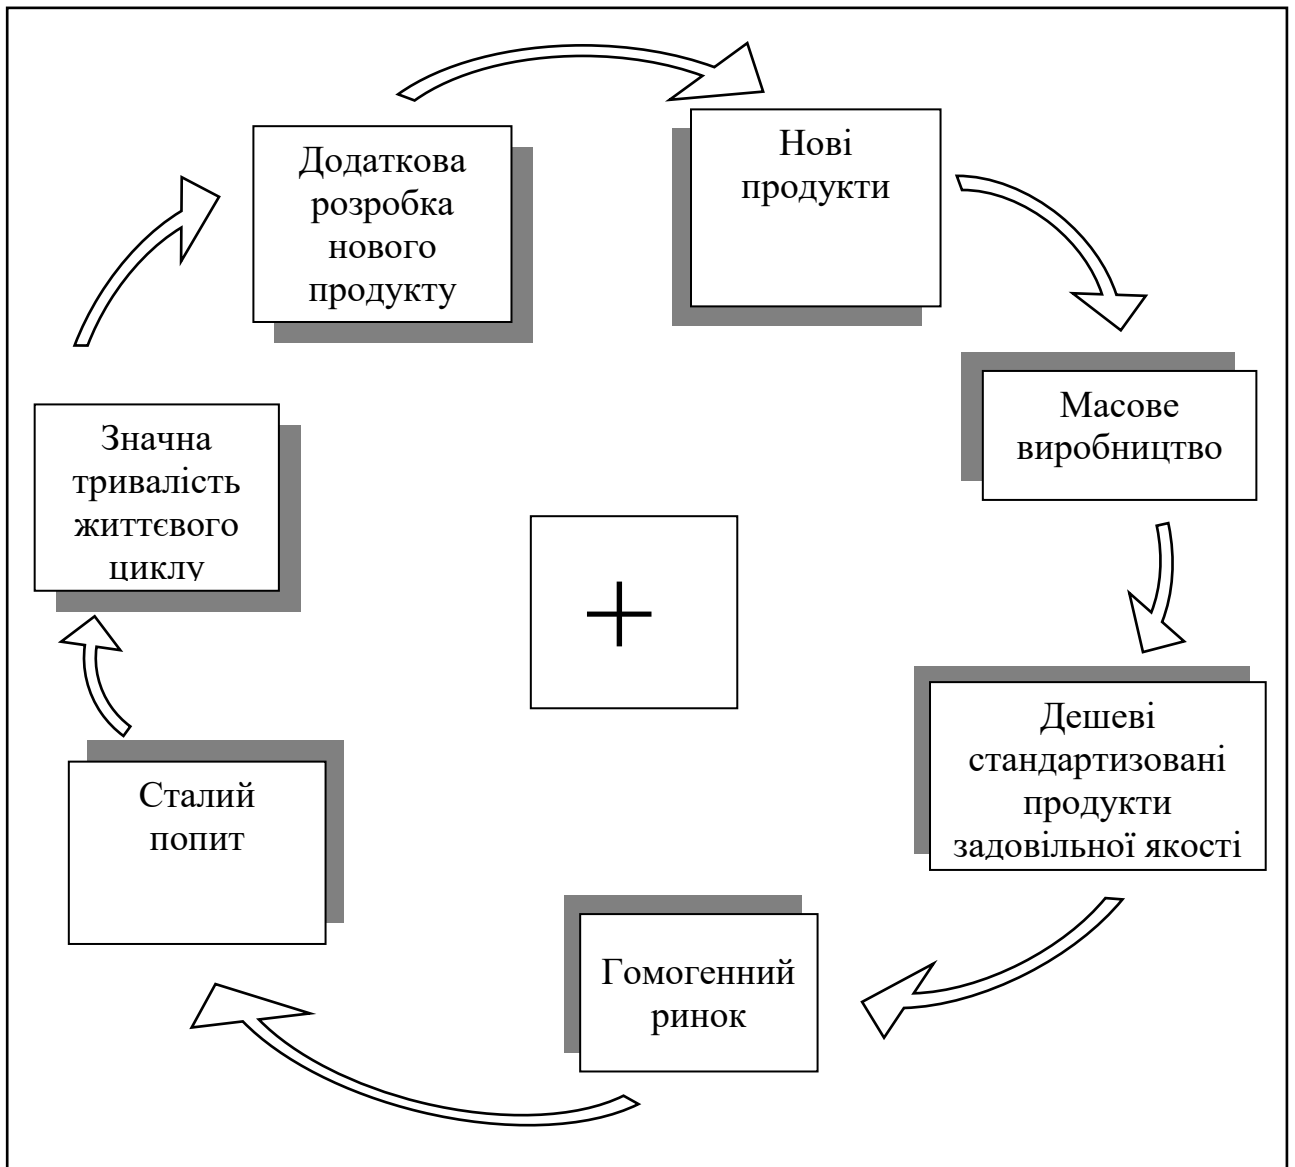 Додаткова
розробка
нового
продукту
Нові
продукти
Масове
виробництво
Дешеві
стандартизовані
продукти
задовільної якості
Гомогенний
ринок
Сталий
попит
Значна
тривалість
життєвого
циклу
+